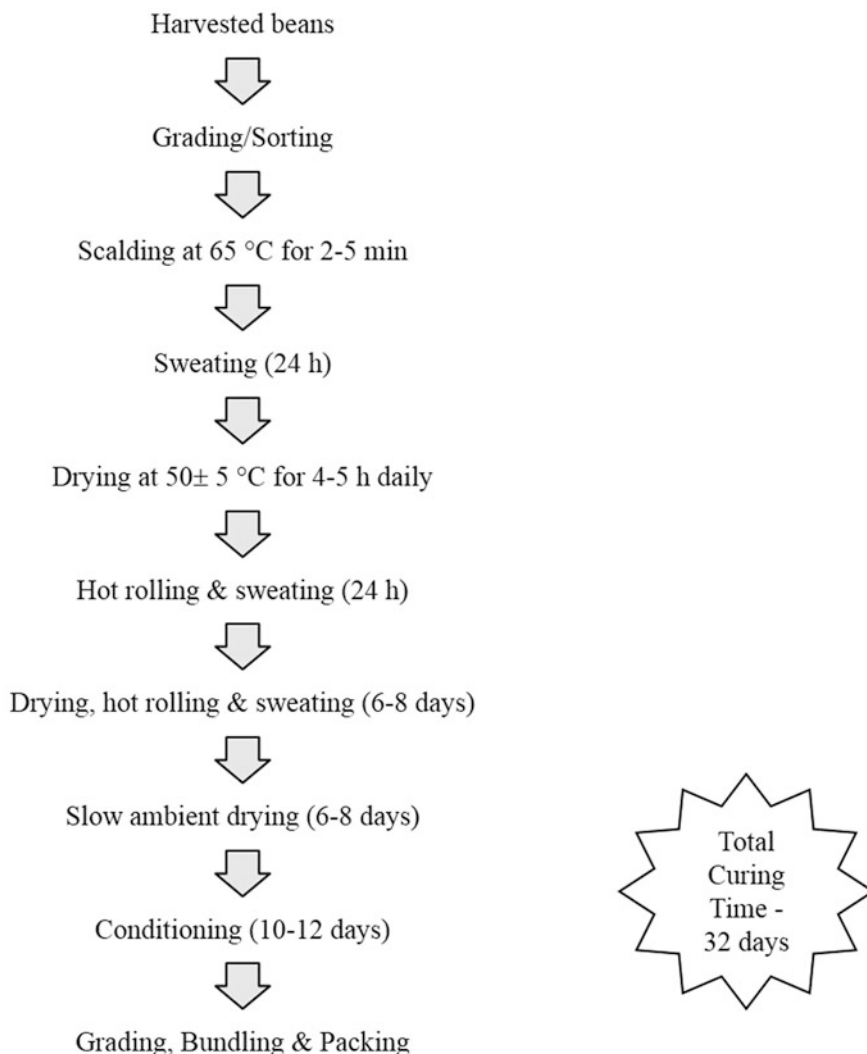 Harvested beans
Grading/Sorting
Scalding at 65 °C for 2-5 min
Sweating (24 h)
Drying at 50± 5 °C for 4-5 h daily
Hot rolling & sweating (24 h)
Drying, hot rolling & sweating (6-8 days)
Slow ambient drying (6-8 days)
Conditioning (10-12 days)
Grading, Bundling & Packing
Total
Curing
Time -
32 days